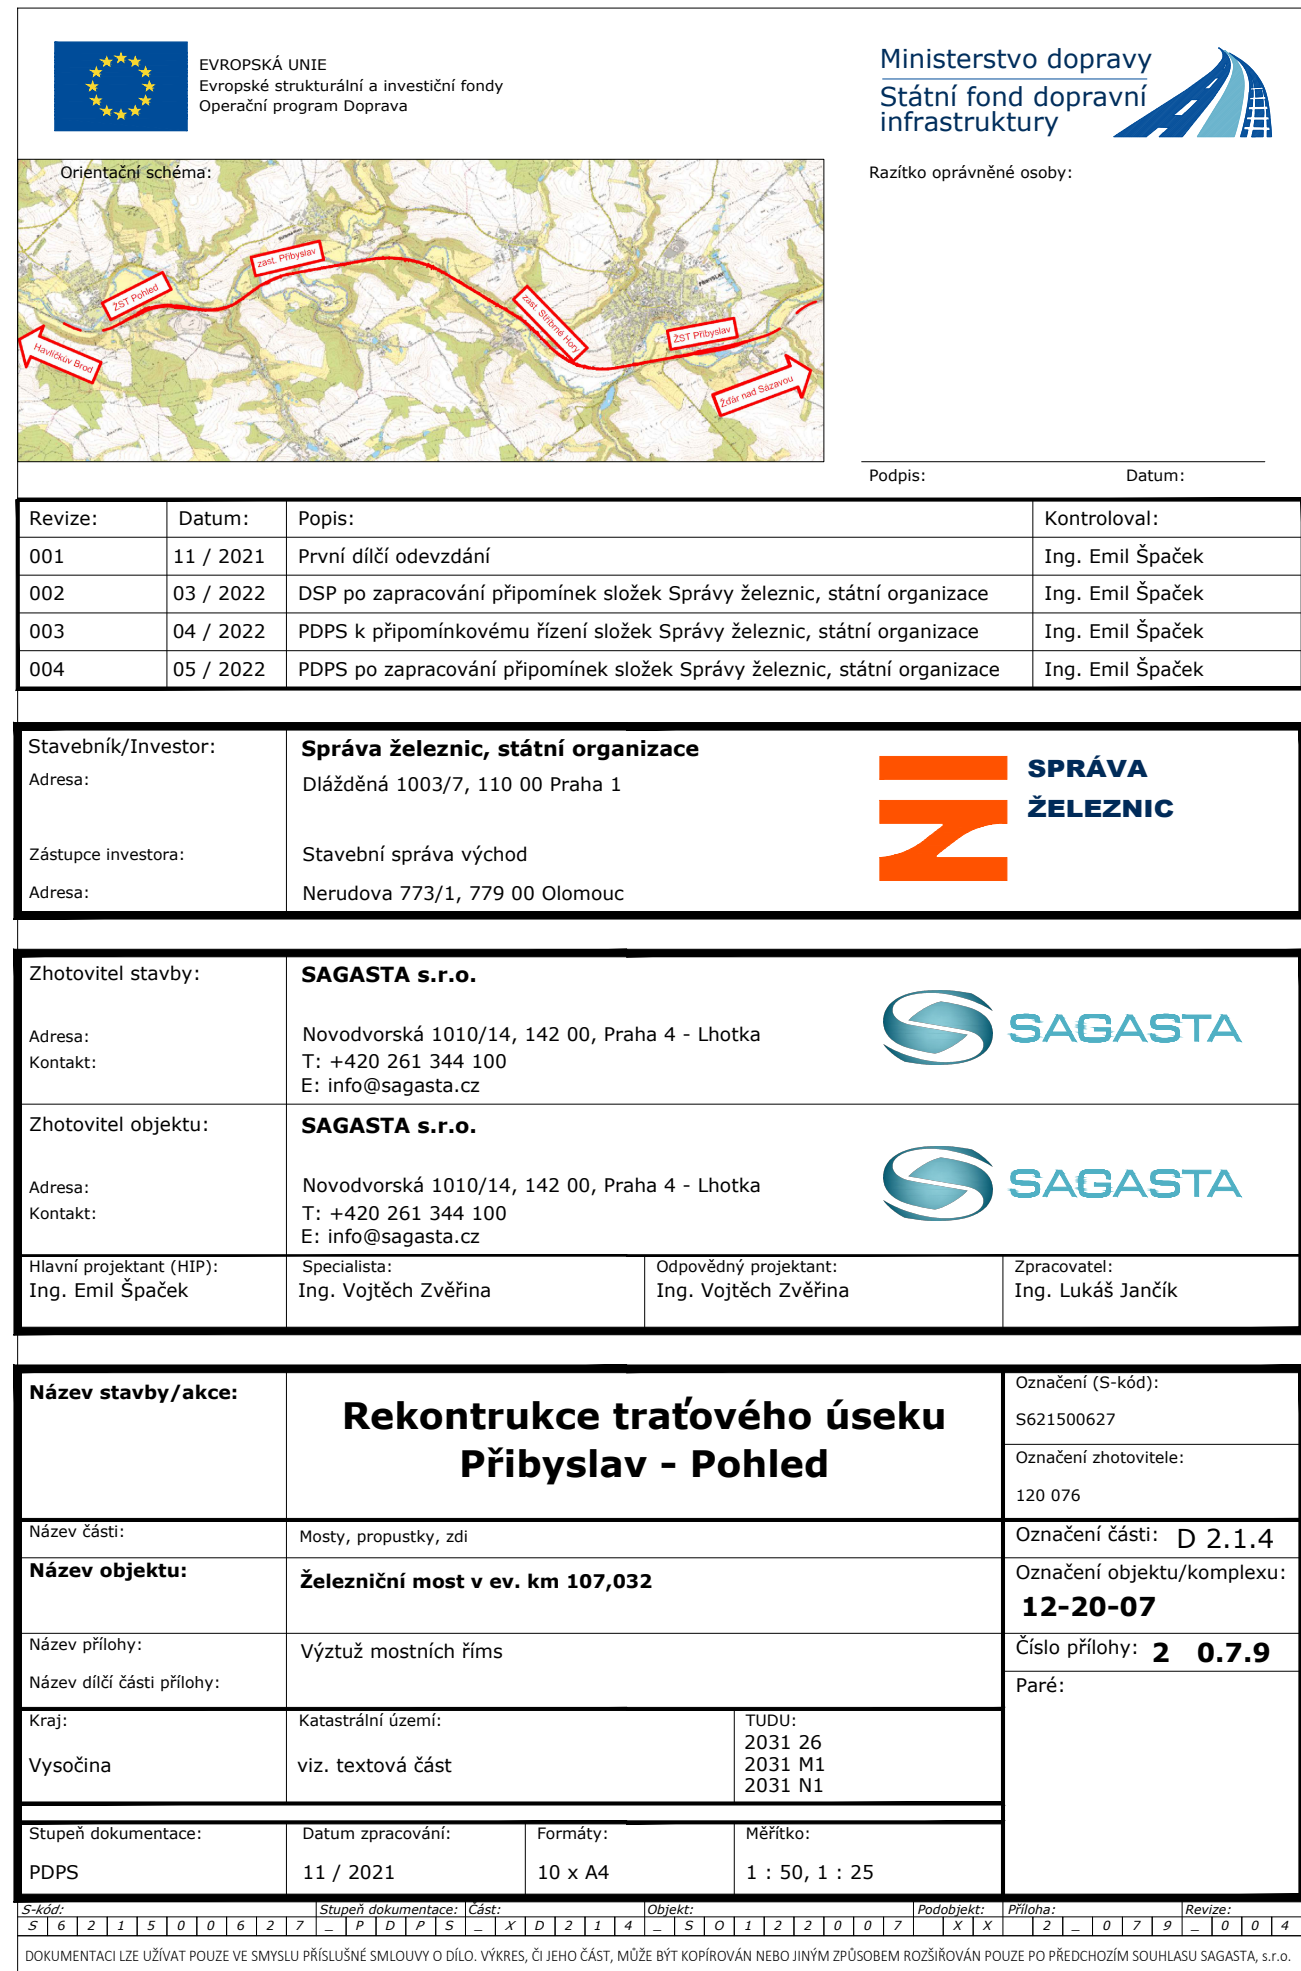 EVROPSKÁ UNIE
Evropské strukturální a investiční fondy
Operační program Doprava
Ministerstvo dopravy
Státní fond dopravní
infrastruktury
Orientační schéma:
Razítko oprávněné osoby:
ŽST Pohled
zast. Přibyslav
zast. Stříbrné Hory
ŽST Přibyslav
Havlíčkův Brod
Žďár nad Sázavou
Podpis: Datum:
Revize: Datum: Popis: Kontroloval:
001 11 / 2021 První dílčí odevzdání Ing. Emil Špaček
002 03 / 2022 DSP po zapracování připomínek složek Správy železnic, státní organizace Ing. Emil Špaček
003 04 / 2022 PDPS k připomínkovému řízení složek Správy železnic, státní organizace Ing. Emil Špaček
004 05 / 2022 PDPS po zapracování připomínek složek Správy železnic, státní organizace Ing. Emil Špaček
Stavebník/Investor: Správa železnic, státní organizace
Adresa: Dlážděná 1003/7, 110 00 Praha 1
SPRÁVA
ŽELEZNIC
Zástupce investora: Stavební správa východ
Adresa: Nerudova 773/1, 779 00 Olomouc
Zhotovitel stavby: SAGASTA s.r.o.
Adresa: Novodvorská 1010/14, 142 00, Praha 4 - Lhotka
Kontakt: T: +420 261 344 100
E: info@sagasta.cz
SAGASTA
Zhotovitel objektu: SAGASTA s.r.o.
Adresa: Novodvorská 1010/14, 142 00, Praha 4 - Lhotka
Kontakt: T: +420 261 344 100
E: info@sagasta.cz
SAGASTA
Hlavní projektant (HIP): Specialista: Odpovědný projektant: Zpracovatel:
Ing. Emil Špaček Ing. Vojtěch Zvěřina Ing. Vojtěch Zvěřina Ing. Lukáš Jančík
Název stavby/akce:
Rekontrukce traťového úseku
Přibyslav - Pohled
Označení (S-kód):
S621500627
Označení zhotovitele:
120 076
Název části: Mosty, propustky, zdi Označení části: D 2.1.4
Název objektu: Železniční most v ev. km 107,032 Označení objektu/komplexu:
12-20-07
Název přílohy: Výztuž mostních říms Číslo přílohy: 2 0.7.9
Název dílčí části přílohy: Paré:
Kraj: Katastrální území: TUDU:
2031 26
Vysočina viz. textová část 2031 M1
2031 N1
Stupeň dokumentace: Datum zpracování: Formáty: Měřítko:
PDPS 11 / 2021 10 x A4 1 : 50, 1 : 25
S-kód: Stupeň dokumentace: Část: Objekt: Podobjekt: Příloha: Revize:
S 6 2 1 5 0 0 6 2 7 _ P D P S _ X D 2 1 4 _ S O 1 2 2 0 0 7 X X 2 _ 0 7 9 _ 0 0 4
DOKUMENTACI LZE UŽÍVAT POUZE VE SMYSLU PŘÍSLUŠNÉ SMLOUVY O DÍLO. VÝKRES, ČI JEHO ČÁST, MŮŽE BÝT KOPÍROVÁN NEBO JINÝM ZPŮSOBEM ROZŠIŘOVÁN POUZE PO PŘEDCHOZÍM SOUHLASU SAGASTA, s.r.o.